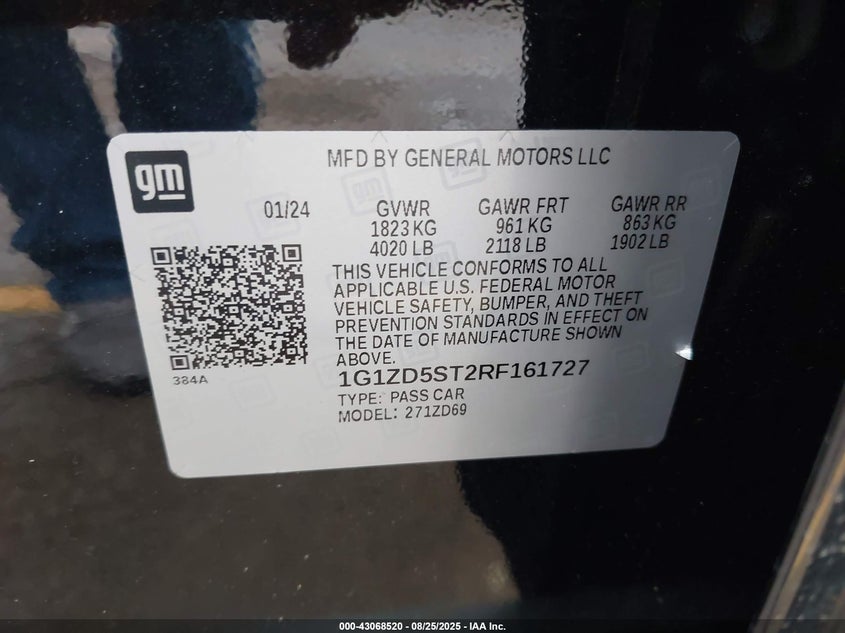 gm
MFD BY GENERAL MOTORS LLC
01/24 GVWR GAWR FRT GAWR RR
1823 KG 961 KG 863 KG
4020 LB 2118 LB 1902 LB
THIS VEHICLE CONFORMS TO ALL
APPLICABLE U.S. FEDERAL MOTOR
VEHICLE SAFETY, BUMPER, AND THEFT
PREVENTION STANDARDS IN EFFECT ON
THE DATE OF MANUFACTURE SHOWN
ABOVE.
384A
1G1ZD5ST2RF161727
TYPE: PASS CAR
MODEL: 271ZD69
000-43068520 | 08/25/2025 - IAA Inc.